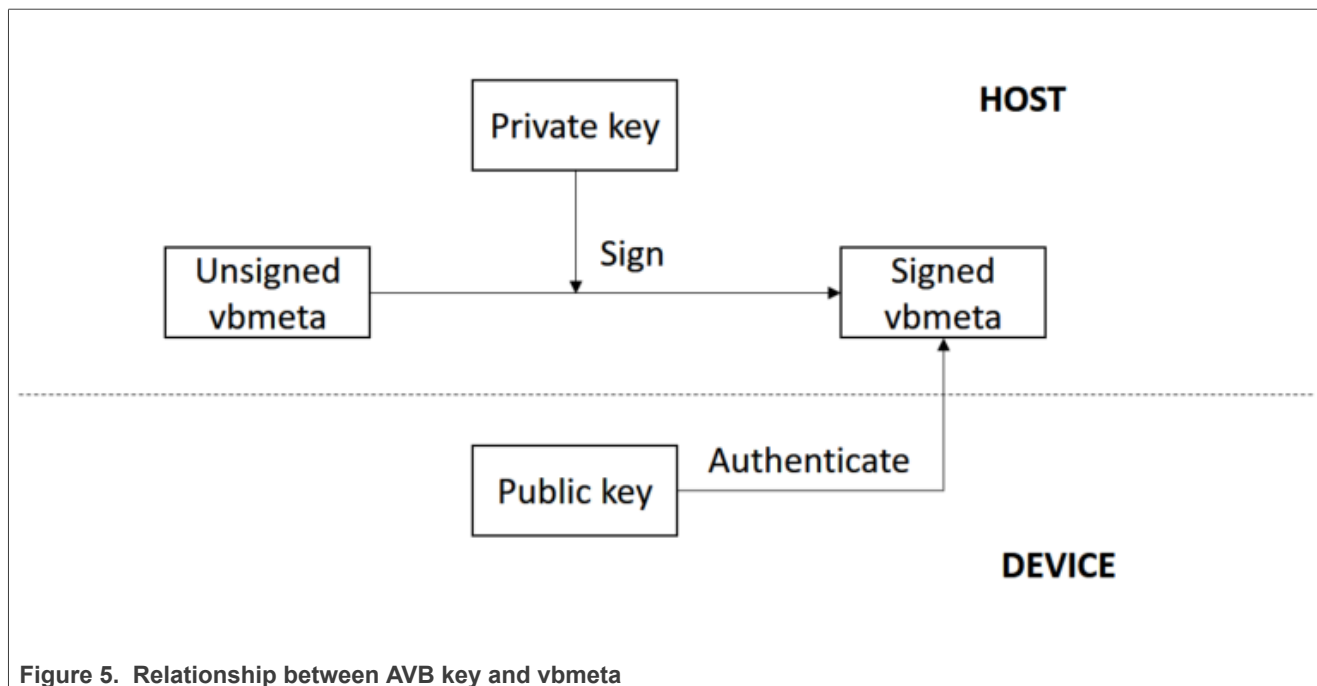 Private key
HOST
Sign
Unsigned
vbmeta
Signed
vbmeta
Public key
Authenticate
DEVICE
Figure 5. Relationship between AVB key and vbmeta